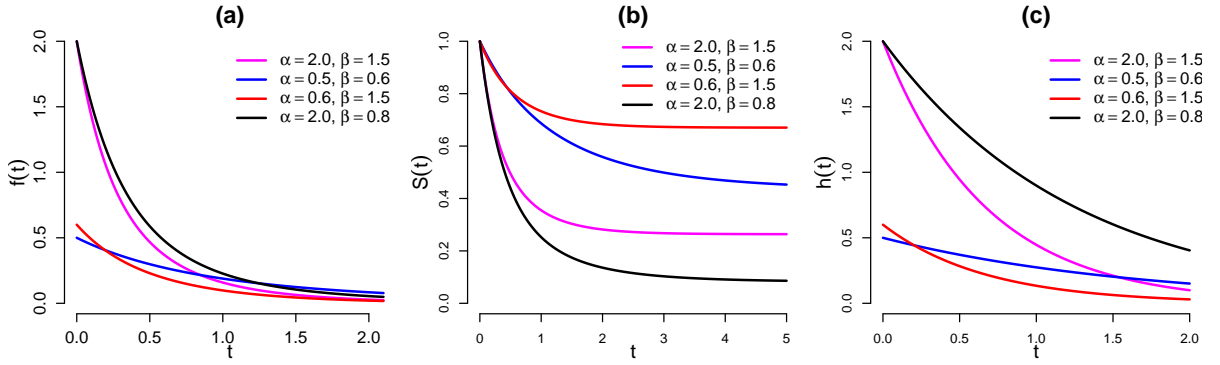 (a)
f(t)
2.0
1.5
1.0
0.5
0.0
α = 2.0, β = 1.5
α = 0.5, β = 0.6
α = 0.6, β = 1.5
α = 2.0, β = 0.8
0.0 0.5 1.0 1.5 2.0
t
(b)
S(t)
1.0
0.8
0.6
0.4
0.2
0.0
α = 2.0, β = 1.5
α = 0.5, β = 0.6
α = 0.6, β = 1.5
α = 2.0, β = 0.8
0 1 2 3 4 5
t
(c)
h(t)
2.0
1.5
1.0
0.5
0.0
α = 2.0, β = 1.5
α = 0.5, β = 0.6
α = 0.6, β = 1.5
α = 2.0, β = 0.8
0.0 0.5 1.0 1.5 2.0
t